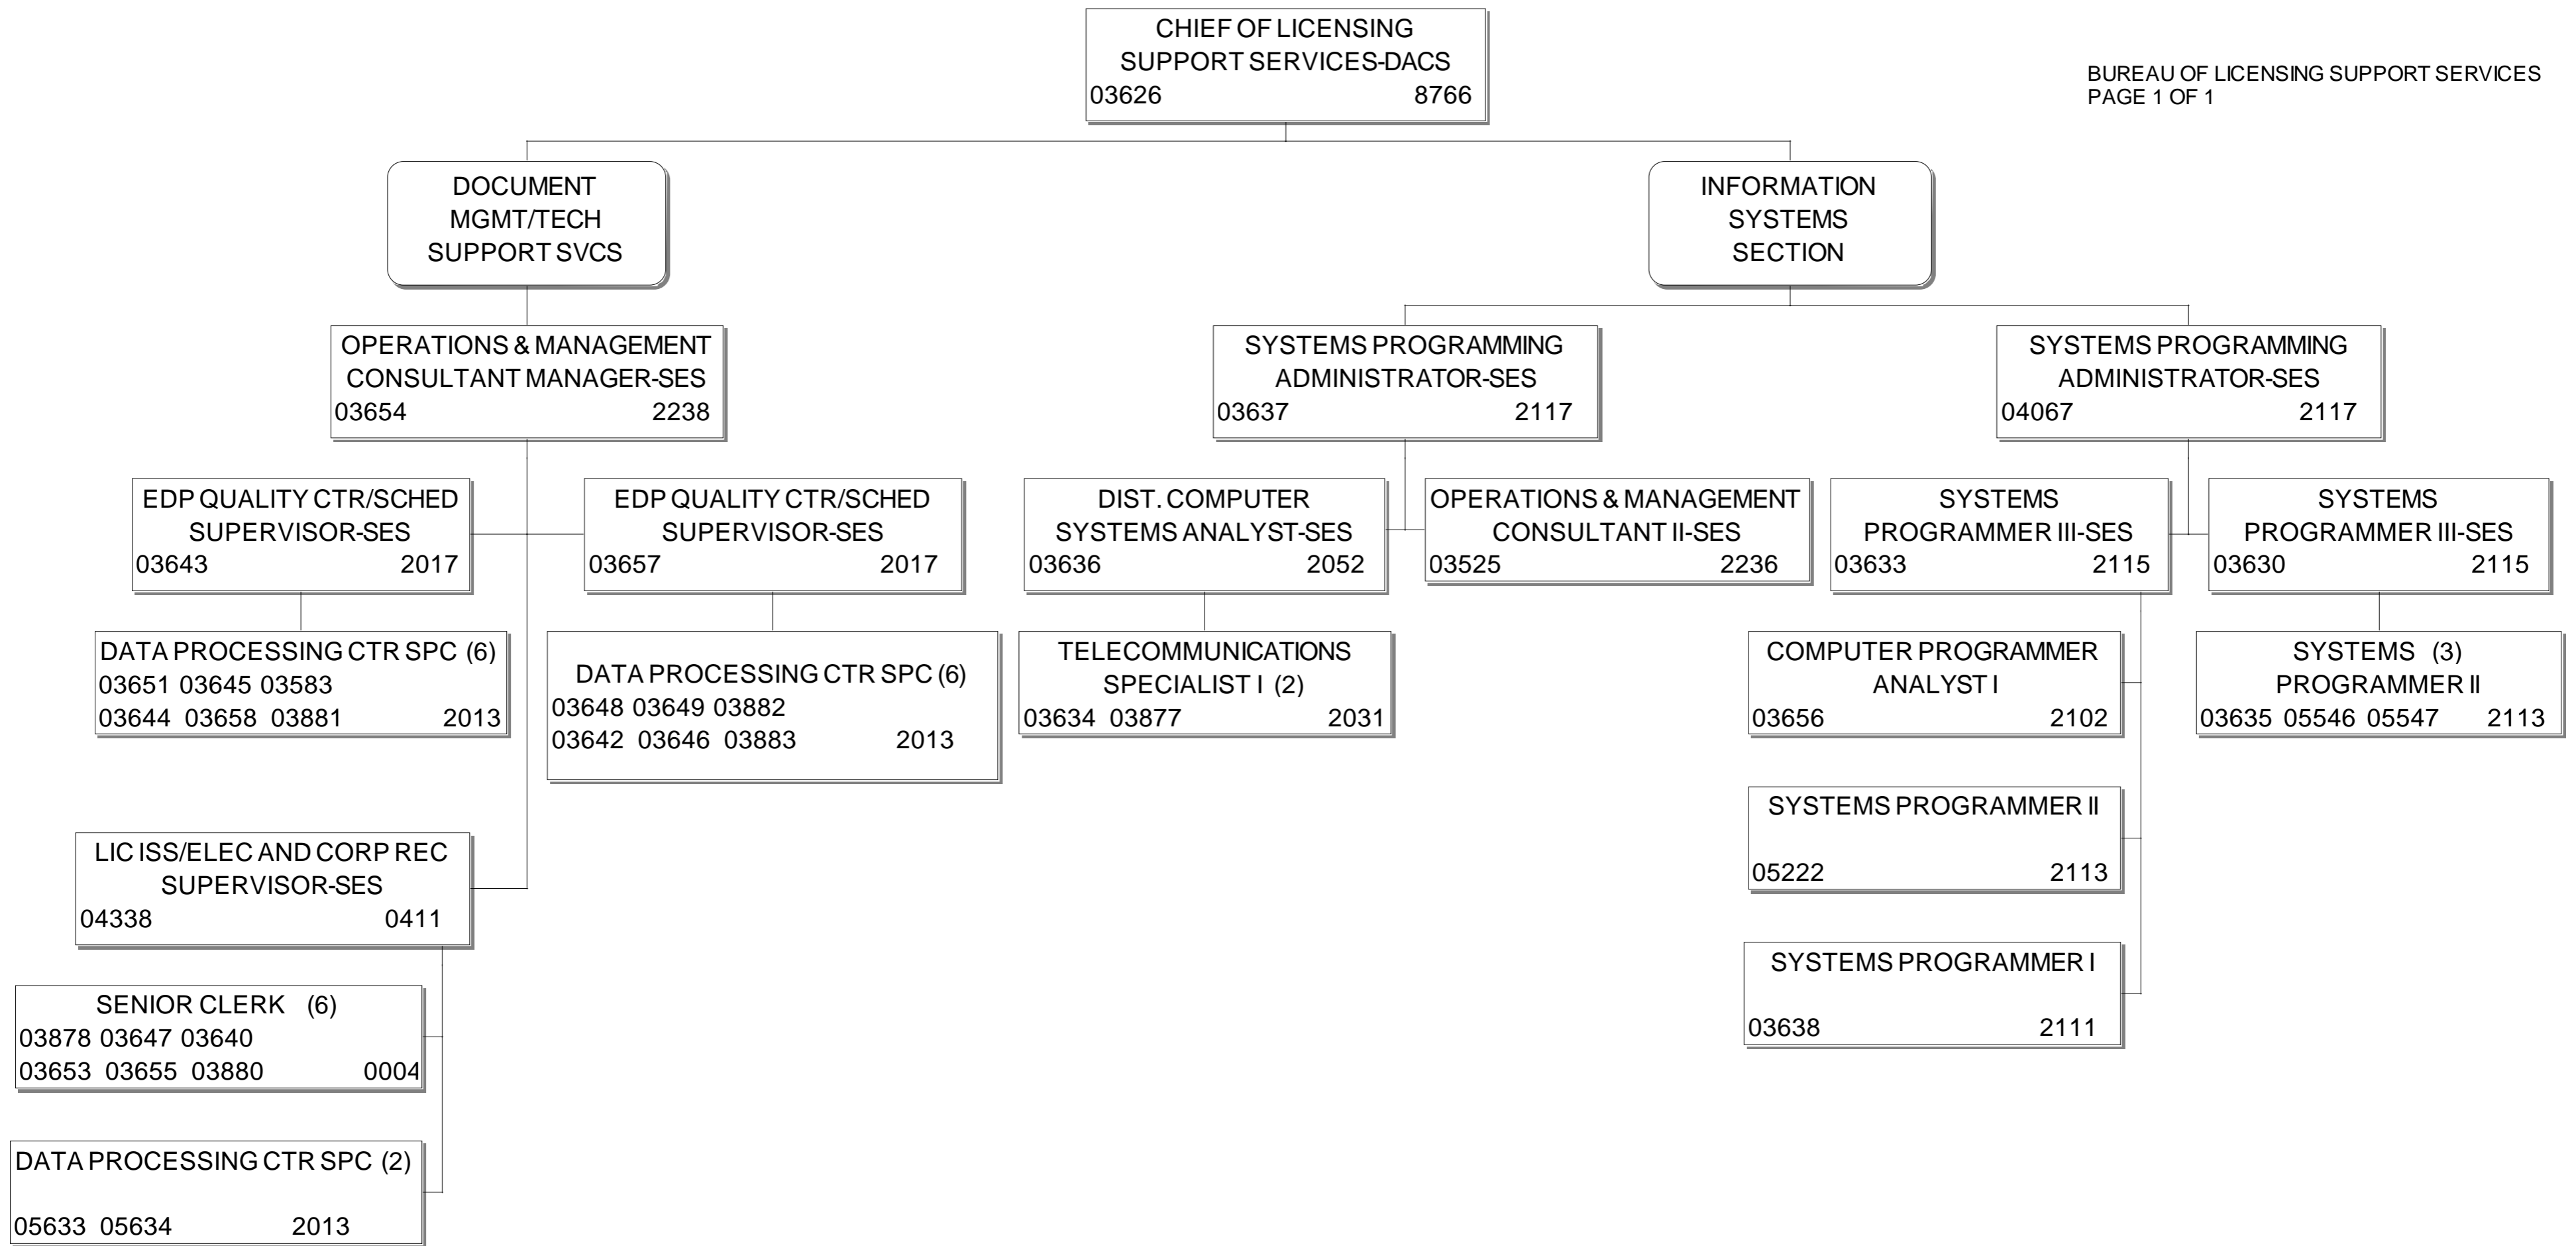 CHIEF OF LICENSING
SUPPORT SERVICES-DACS
03626 8766
BUREAU OF LICENSING SUPPORT SERVICES
PAGE 1 OF 1
DOCUMENT
MGMT/TECH
SUPPORT SVCS
INFORMATION
SYSTEMS
SECTION
OPERATIONS & MANAGEMENT
CONSULTANT MANAGER-SES
03654 2238
SYSTEMS PROGRAMMING
ADMINISTRATOR-SES
03637 2117
SYSTEMS PROGRAMMING
ADMINISTRATOR-SES
04067 2117
EDP QUALITY CTR/SCHED
SUPERVISOR-SES
03643 2017
EDP QUALITY CTR/SCHED
SUPERVISOR-SES
03657 2017
DIST. COMPUTER
SYSTEMS ANALYST-SES
03636 2052
OPERATIONS & MANAGEMENT
CONSULTANT II-SES
03525 2236
SYSTEMS
PROGRAMMER III-SES
03633 2115
SYSTEMS
PROGRAMMER III-SES
03630 2115
DATA PROCESSING CTR SPC (6)
03651 03645 03583
03644 03658 03881 2013
DATA PROCESSING CTR SPC (6)
03648 03649 03882
03642 03646 03883 2013
TELECOMMUNICATIONS
SPECIALIST I (2)
03634 03877 2031
COMPUTER PROGRAMMER
ANALYST I
03656 2102
SYSTEMS (3)
PROGRAMMER II
03635 05546 05547 2113
SYSTEMS PROGRAMMER II
05222 2113
LIC ISS/ELEC AND CORP REC
SUPERVISOR-SES
04338 0411
SYSTEMS PROGRAMMER I
03638 2111
SENIOR CLERK (6)
03878 03647 03640
03653 03655 03880 0004
DATA PROCESSING CTR SPC (2)
05633 05634 2013